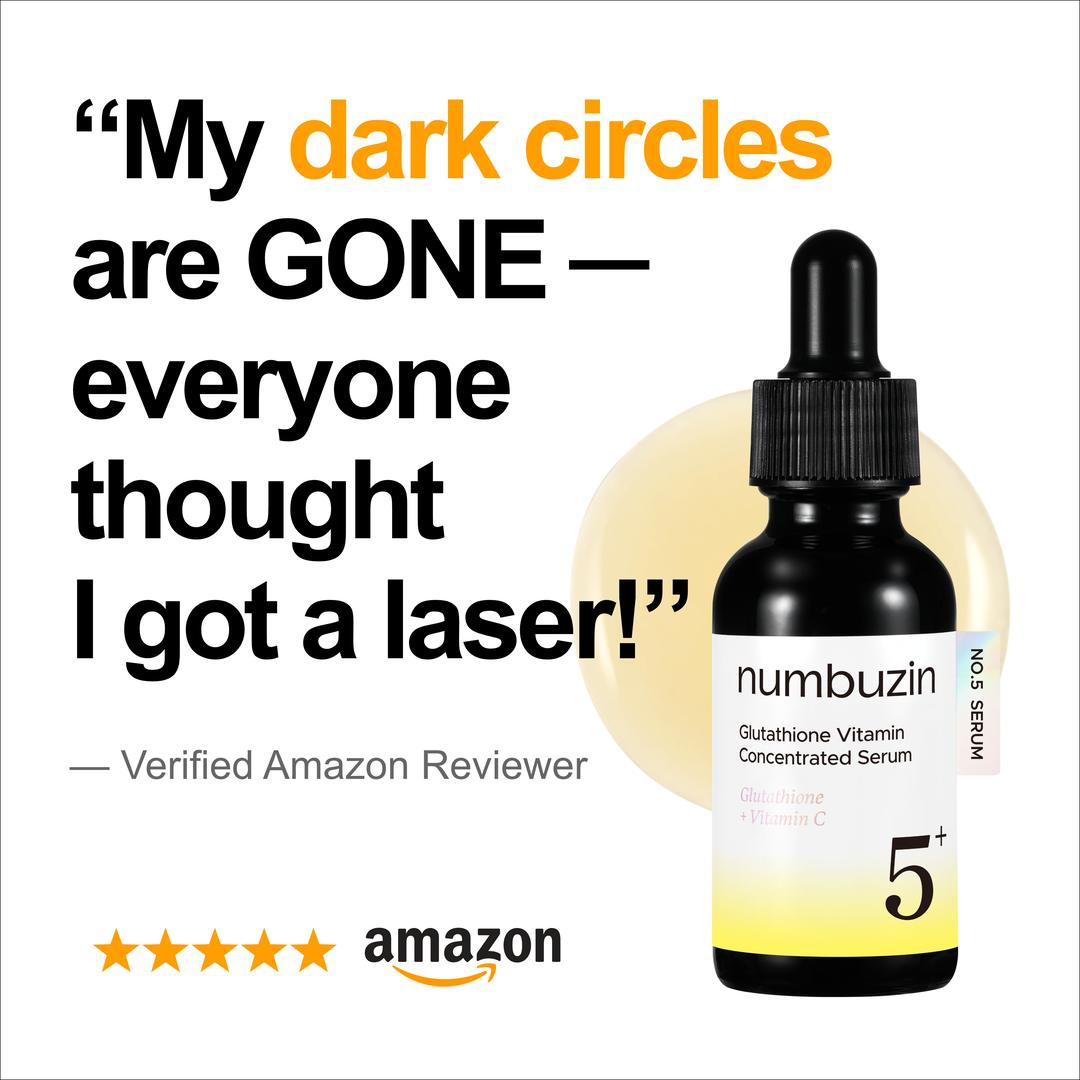 “My dark circles
are GONE —
everyone
thought
I got a laser!”
— Verified Amazon Reviewer
amazon
numbuzin
Glutathione Vitamin
Concentrated Serum
Glutathione
+Vitamin C
5+
NO.5 SERUM